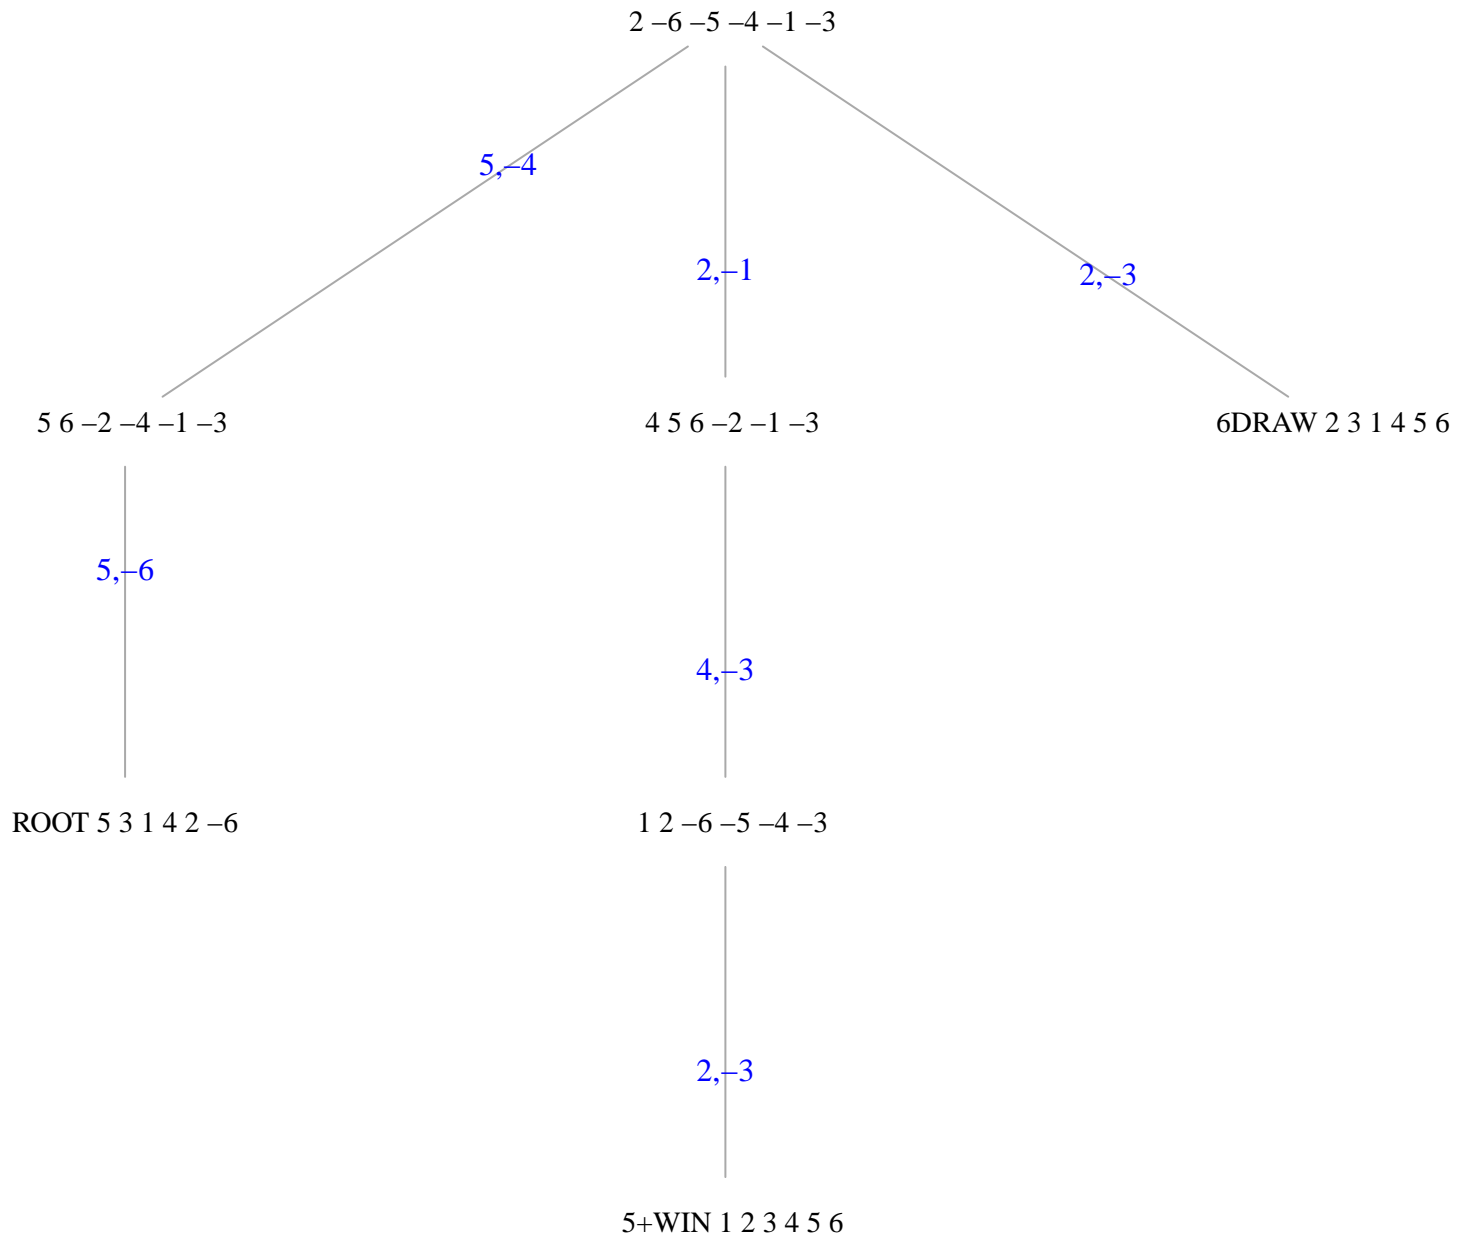 2 –6 –5 –4 –1 –3
5,–4
2,–1
2,–3
5 6 –2 –4 –1 –3
4 5 6 –2 –1 –3
6DRAW 2 3 1 4 5 6
5,–6
4,–3
ROOT 5 3 1 4 2 –6
1 2 –6 –5 –4 –3
2,–3
5+WIN 1 2 3 4 5 6